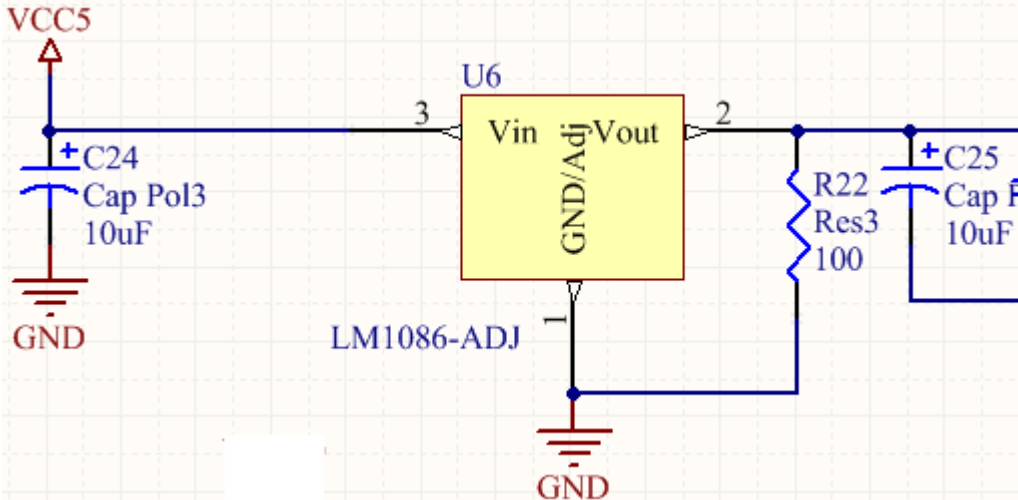 VCC5
U6
3
Vin
GND/Adj
Vout
2
+
C24
Cap Pol3
10uF
R22
Res3
100
+
C25
Cap
10uF
1
GND
LM1086-ADJ
GND